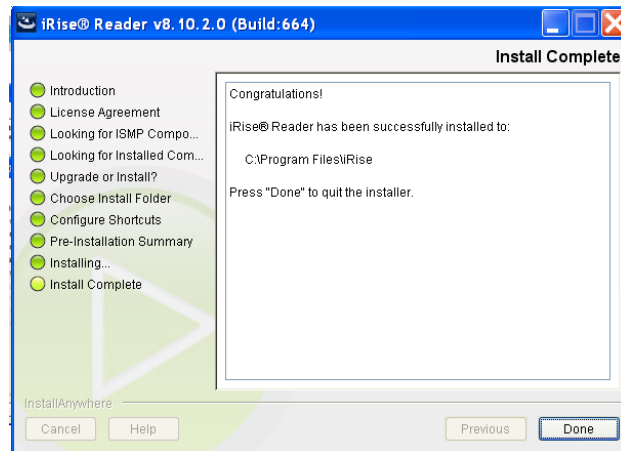 iRise® Reader v8.10.2.0 (Build:664)
Install Complete
Introduction
License Agreement
Looking for ISMP Compo...
Looking for Installed Com...
Upgrade or Install?
Choose Install Folder
Configure Shortcuts
Pre-Installation Summary
Installing...
Install Complete
Congratulations!
iRise® Reader has been successfully installed to:
C:\Program Files\iRise
Press "Done" to quit the installer.
InstallAnywhere
Cancel
Help
Previous
Done